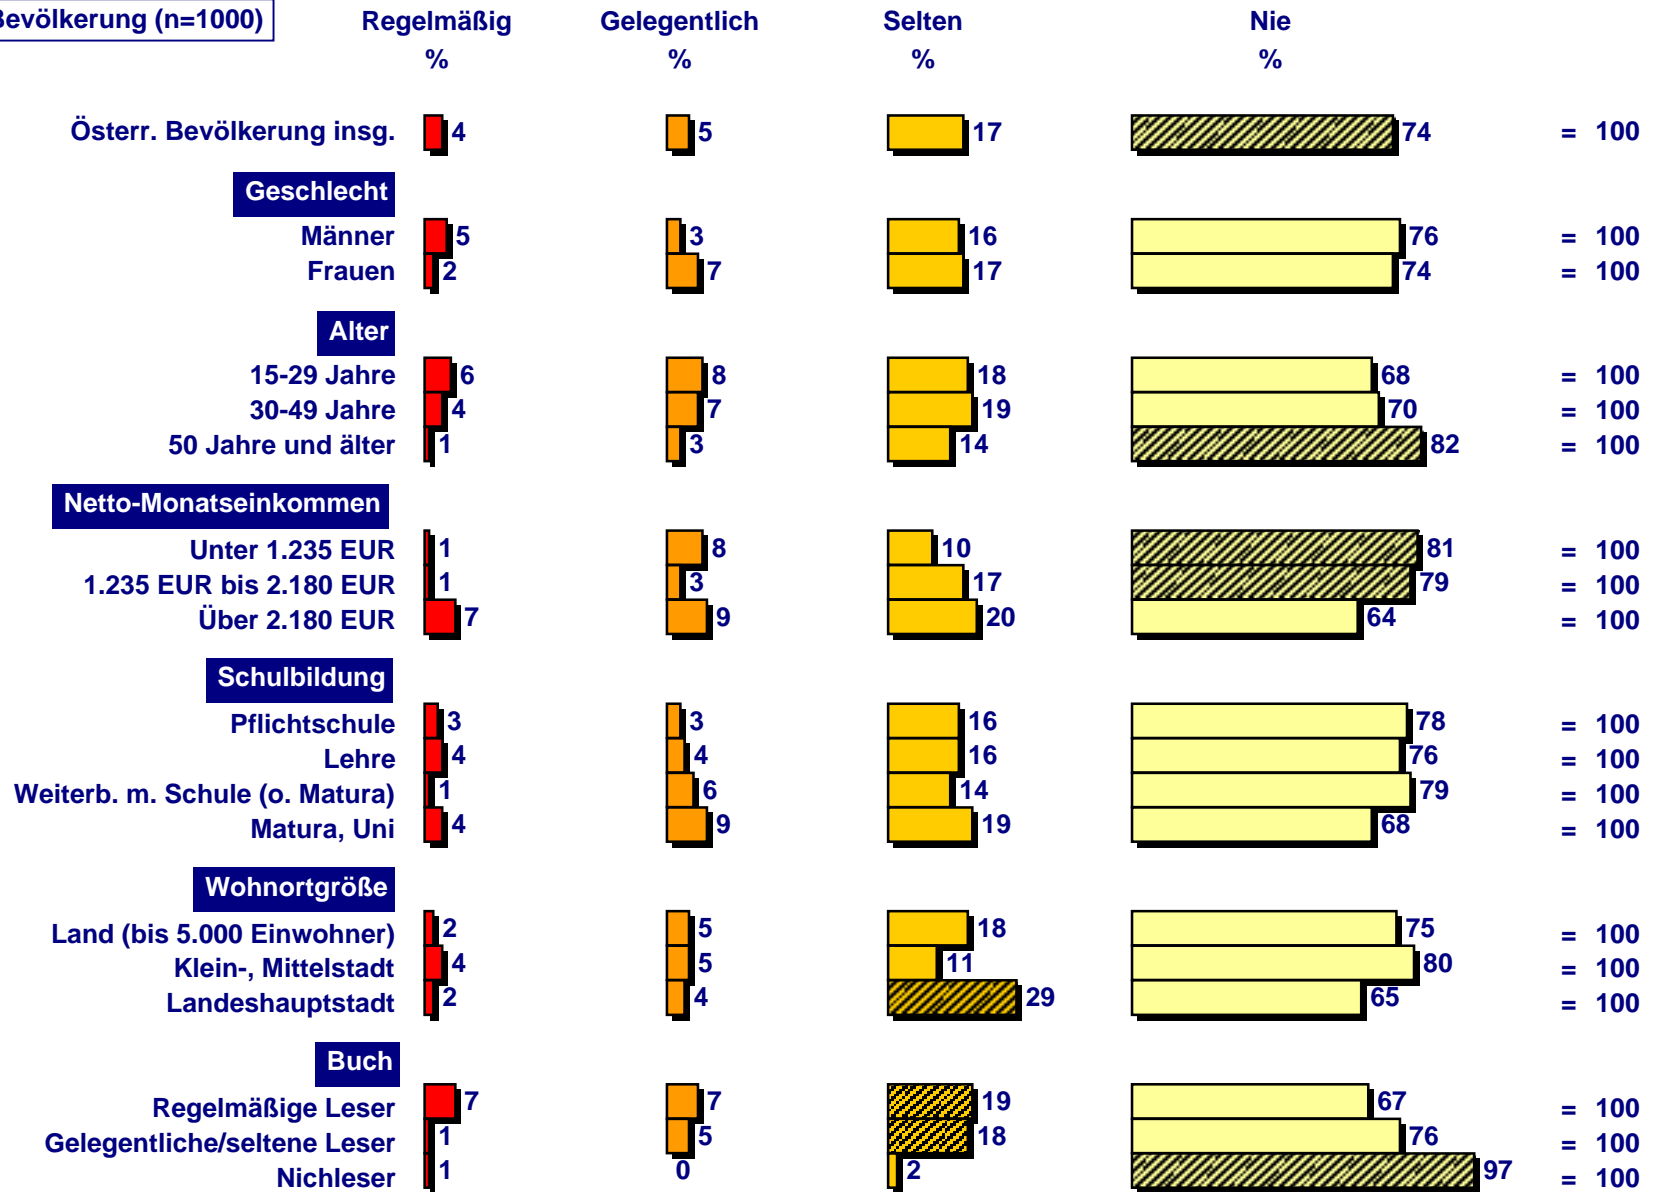 Bevölkerung (n=1000) Regelmäßig Gelegentlich Selten Nie
% % % %
Österr. Bevölkerung insg. 4 5 17 74 = 100
Geschlecht
Männer 5 3 16 76 = 100
Frauen 2 7 17 74 = 100
Alter
15-29 Jahre 6 8 18 68 = 100
30-49 Jahre 4 7 19 70 = 100
50 Jahre und älter 1 3 14 82 = 100
Netto-Monatseinkommen
Unter 1.235 EUR 1 8 10 81 = 100
1.235 EUR bis 2.180 EUR 1 3 17 79 = 100
Über 2.180 EUR 7 9 20 64 = 100
Schulbildung
Pflichtschule 3 3 16 78 = 100
Lehre 4 4 16 76 = 100
Weiterb. m. Schule (o. Matura) 1 6 14 79 = 100
Matura, Uni 4 9 19 68 = 100
Wohnortgröße
Land (bis 5.000 Einwohner) 2 5 18 75 = 100
Klein-, Mittelstadt 4 5 11 80 = 100
Landeshauptstadt 2 4 29 65 = 100
Buch
Regelmäßige Leser 7 7 19 67 = 100
Gelegentliche/seltene Leser 1 5 18 76 = 100
Nichleser 1 0 2 97 = 100